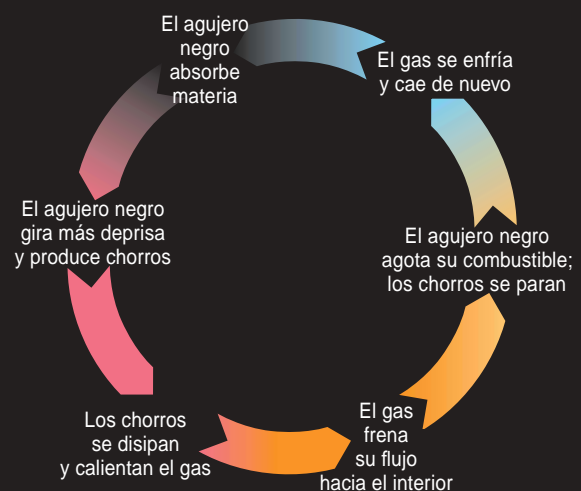 El agujero
negro
absorbe
materia
El gas se enfría
y cae de nuevo
El agujero negro
agota su combustible;
los chorros se paran
El gas
frena
su flujo
hacia el interior
Los chorros
se disipan
y calientan el gas
El agujero negro
gira más deprisa
y produce chorros